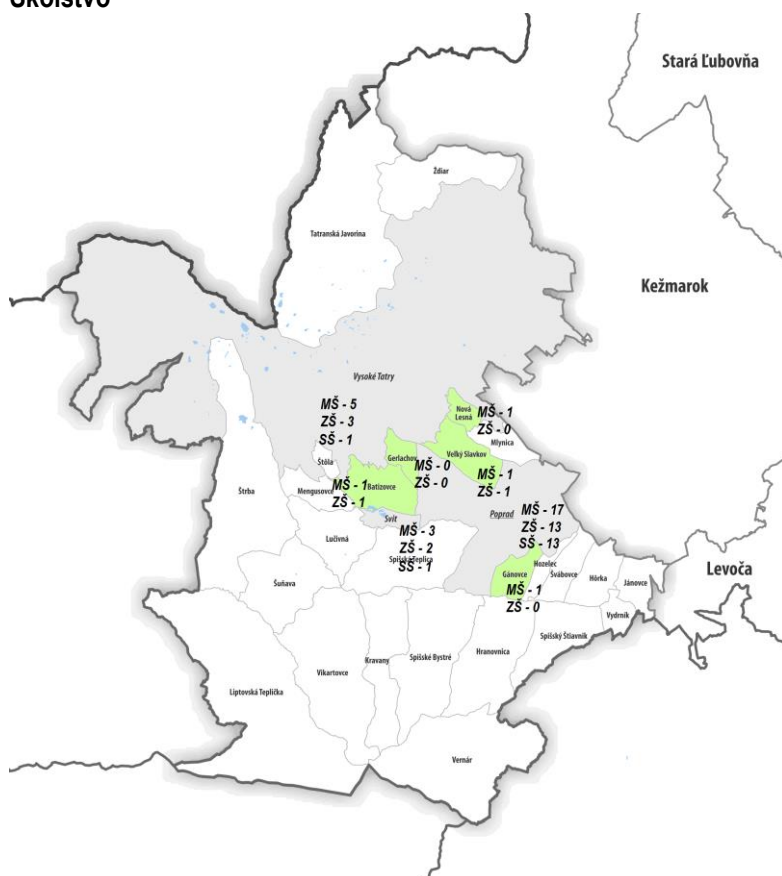 Školstvo
Stará Ľubovňa
Ždiar
Tatranská Javorina
Kežmarok
Vysoké Tatry
MŠ - 5
ZŠ - 3
SŠ - 1
Nová
Lesná
MŠ - 1
ZŠ - 0
Mlynica
Štôla
Gerlachov
MŠ - 0
ZŠ - 0
Veľký Slavkov
MŠ - 1
ZŠ - 1
Štrba
Mengusovce
MŠ - 1
ZŠ - 1
Batizovce
Svit
MŠ - 3
ZŠ - 2
SŠ - 1
Poprad
MŠ - 17
ZŠ - 13
SŠ - 13
Lučivná
Spišská Teplica
Levoča
Šuňava
Gánovce
MŠ - 1
ZŠ - 0
Hozelec
Švábovce
Hôrka
Jánovce
Vydrník
Spišský Štiavnik
Liptovská Teplička
Vikartovce
Kravany
Spišské Bystré
Hranovnica
Vernár